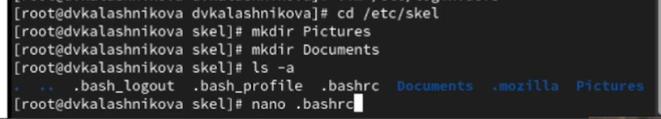 [root@dvkalashnikova dvkalashnikova]# cd /etc/skel
[root@dvkalashnikova skel]# mkdir Pictures
[root@dvkalashnikova skel]# mkdir Documents
[root@dvkalashnikova skel]# ls -a
. .. .bash_logout .bash_profile .bashrc Documents .mozilla Pictures
[root@dvkalashnikova skel]# nano .bashrc